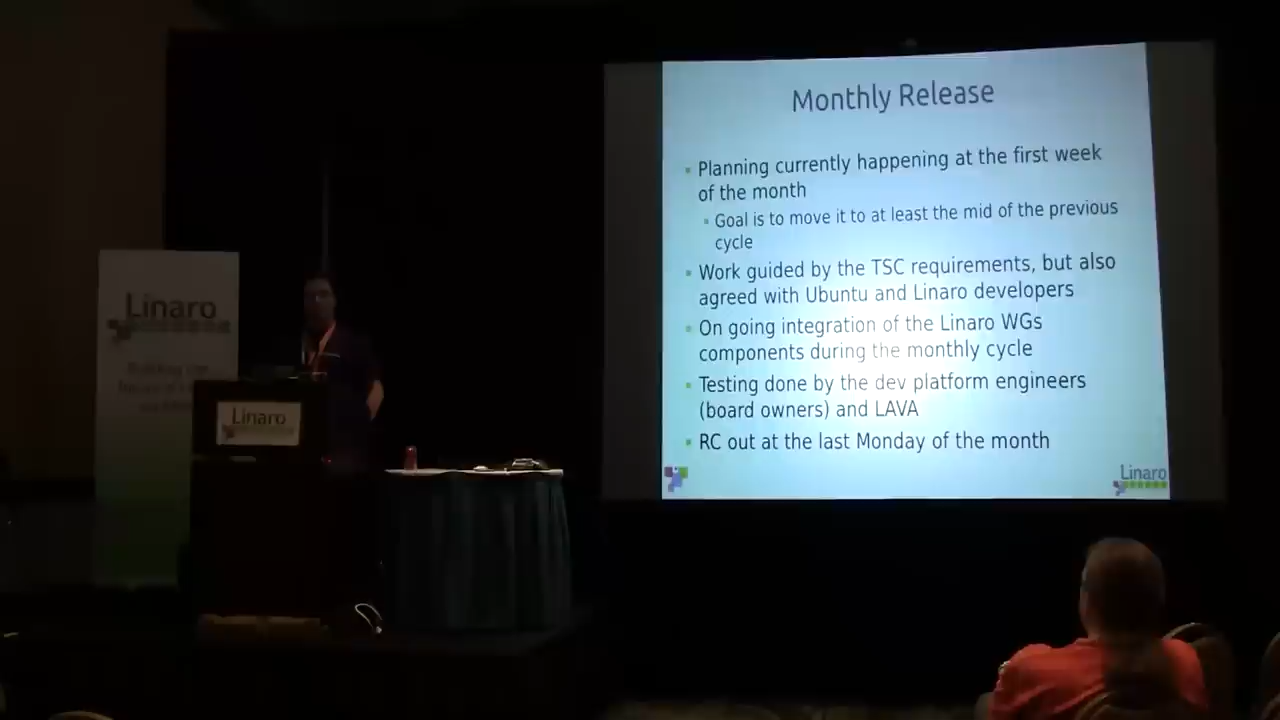 Monthly Release
Planning currently happening at the first week
of the month
Goal is to move it to at least the mid of the previous
cycle
Work guided by the TSC requirements, but also
agreed with Ubuntu and Linaro developers
On going integration of the Linaro WGs
components during the monthly cycle
Testing done by the dev platform engineers
(board owners) and LAVA
RC out at the last Monday of the month
Linaro
Linaro
Linaro